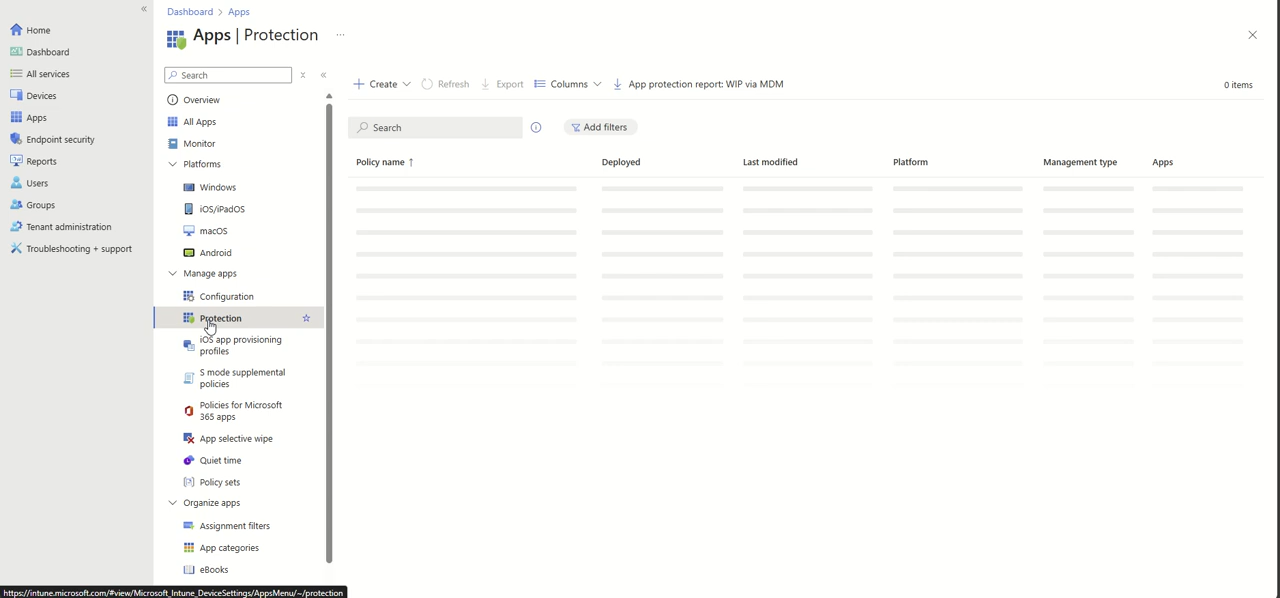 «
Home
Dashboard
All services
Devices
Apps
Endpoint security
Reports
Users
Groups
Tenant administration
Troubleshooting + support
Dashboard > Apps
Apps | Protection ...
Search
«
Overview
All Apps
Monitor
Platforms
Windows
iOS/iPadOS
macOS
Android
Manage apps
Configuration
Protection
iOS app provisioning
profiles
S mode supplemental
policies
Policies for Microsoft
365 apps
App selective wipe
Quiet time
Policy sets
Organize apps
Assignment filters
App categories
eBooks
Create Refresh Export Columns App protection report: WIP via MDM 0 items
Search Add filters
Policy name ↑ Deployed Last modified Platform Management type Apps
https://intune.microsoft.com/#view/Microsoft_Intune_DeviceSettings/AppsMenu/~/protection